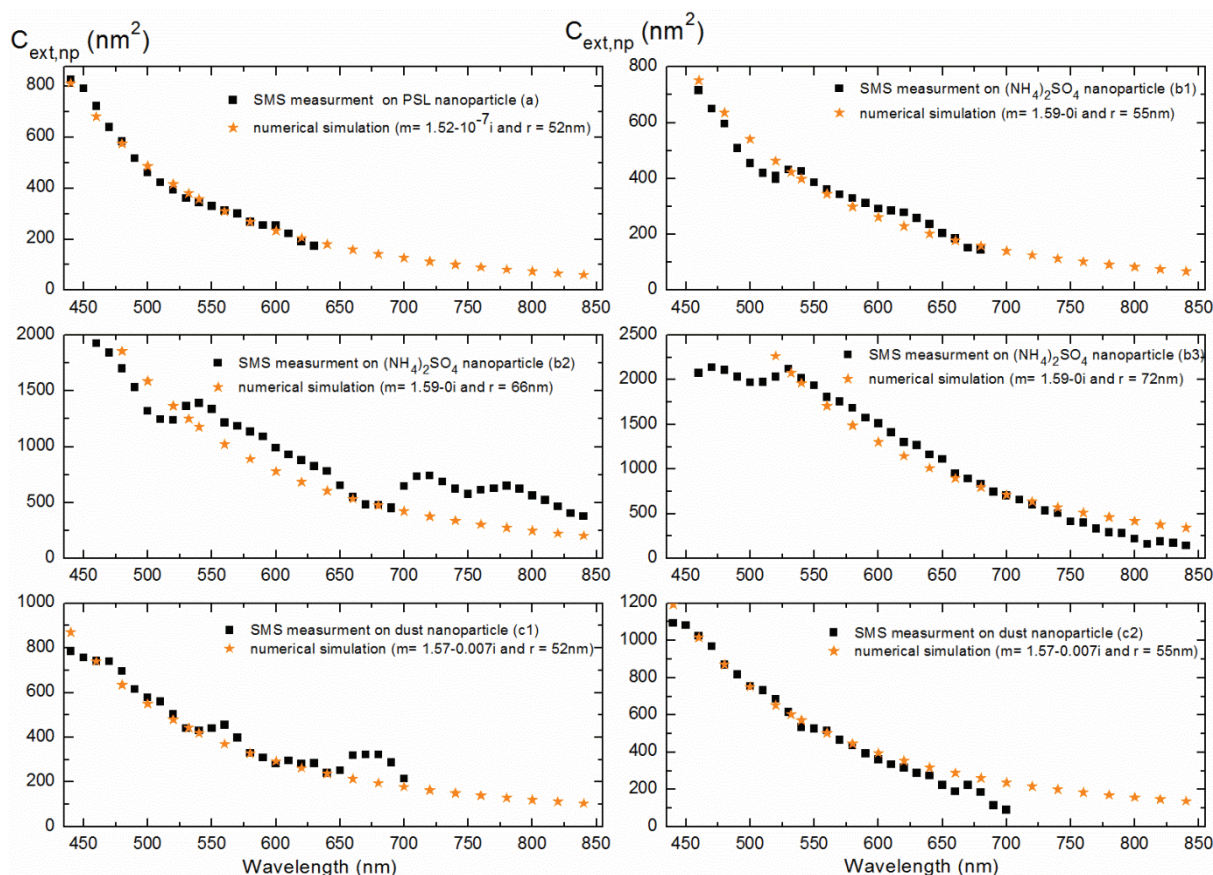 C_ext,np (nm²)
C_ext,np (nm²)
800
600
400
200
0
SMS measurment on PSL nanoparticle (a)
numerical simulation (m= 1.52-10⁻⁷i and r = 52nm)
450 500 550 600 650 700 750 800 850
800
600
400
200
0
SMS measurment on (NH₄)₂SO₄ nanoparticle (b1)
numerical simulation (m= 1.59-0i and r = 55nm)
450 500 550 600 650 700 750 800 850
2000
1500
1000
500
0
SMS measurment on (NH₄)₂SO₄ nanoparticle (b2)
numerical simulation (m= 1.59-0i and r = 66nm)
450 500 550 600 650 700 750 800 850
2500
2000
1500
1000
500
0
SMS measurment on (NH₄)₂SO₄ nanoparticle (b3)
numerical simulation (m= 1.59-0i and r = 72nm)
450 500 550 600 650 700 750 800 850
1000
800
600
400
200
0
SMS measurment on dust nanoparticle (c1)
numerical simulation (m= 1.57-0.007i and r = 52nm)
450 500 550 600 650 700 750 800 850
Wavelength (nm)
1200
1000
800
600
400
200
0
SMS measurment on dust nanoparticle (c2)
numerical simulation (m= 1.57-0.007i and r = 55nm)
450 500 550 600 650 700 750 800 850
Wavelength (nm)